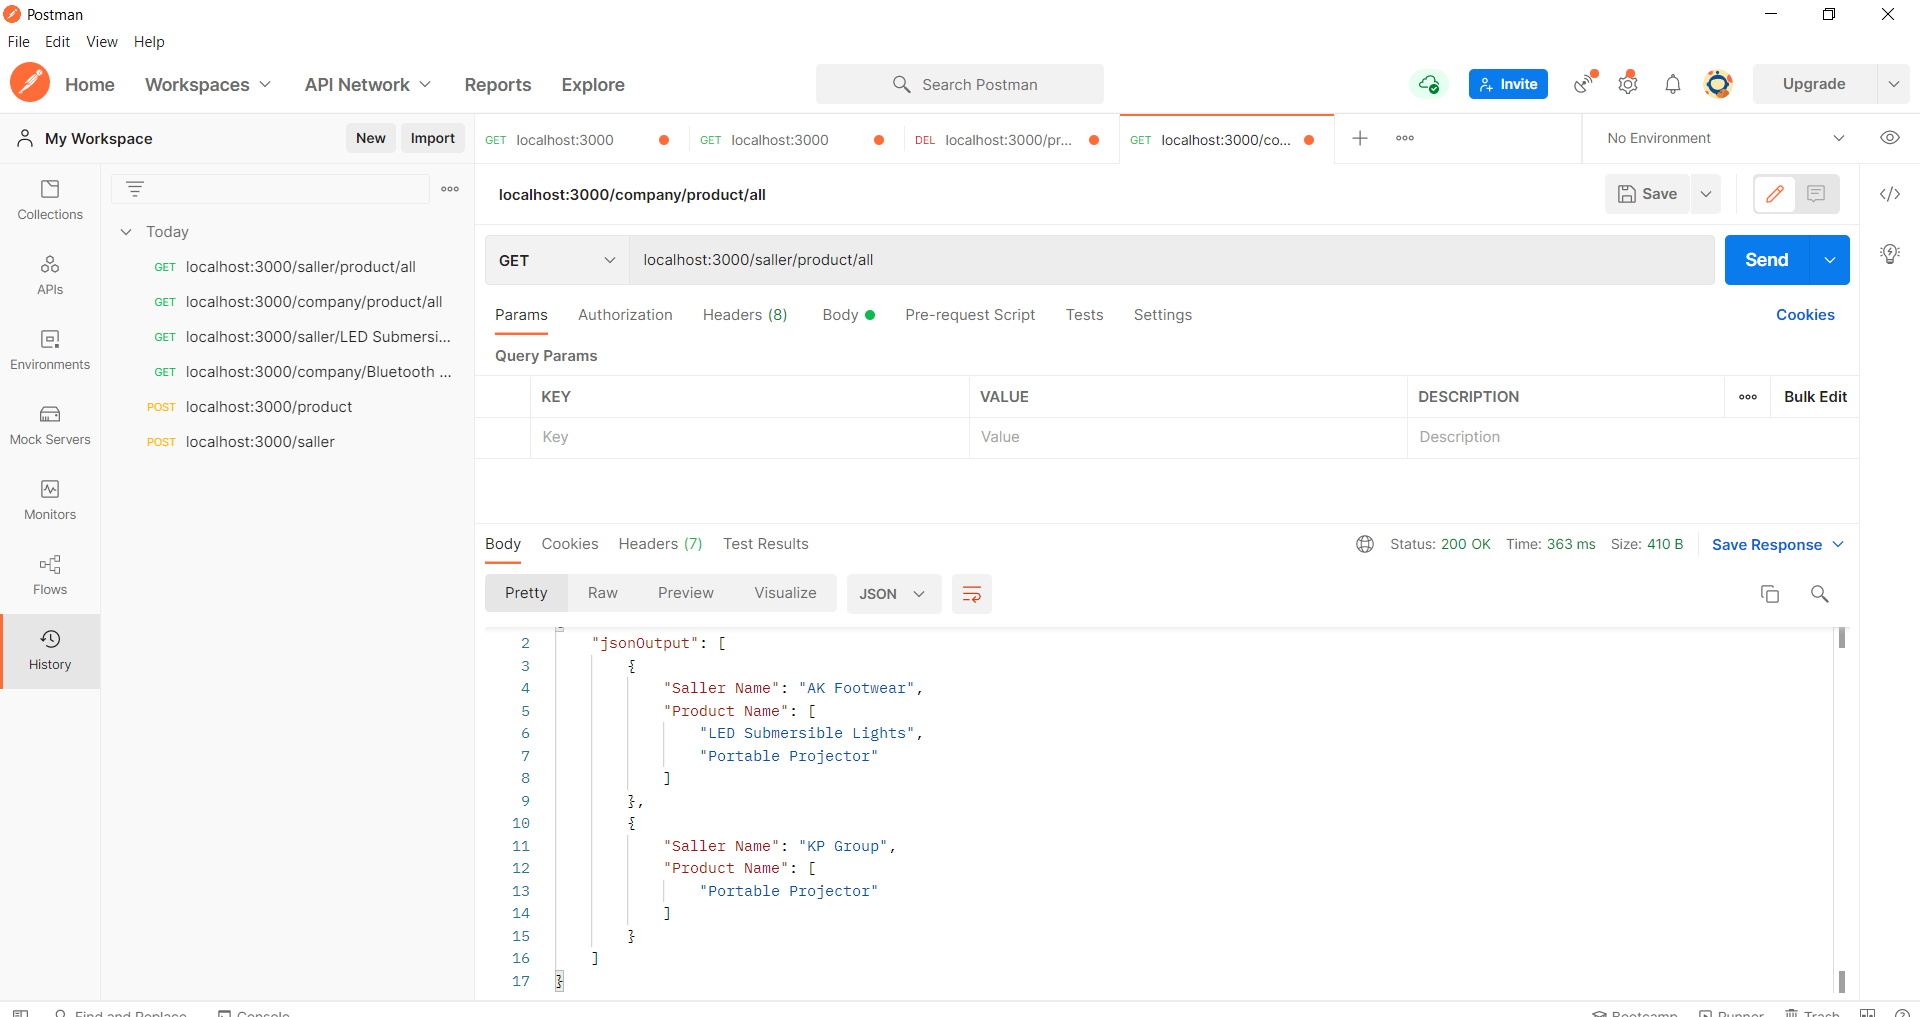 Postman
File Edit View Help
Home Workspaces API Network Reports Explore Search Postman Invite Upgrade
My Workspace New Import
GET localhost:3000 GET localhost:3000 DEL localhost:3000/pr... GET localhost:3000/co... No Environment
Collections
APIs
Environments
Mock Servers
Monitors
Flows
History
Today
GET localhost:3000/saller/product/all
GET localhost:3000/company/product/all
GET localhost:3000/saller/LED Submersi...
GET localhost:3000/company/Bluetooth ...
POST localhost:3000/product
POST localhost:3000/saller
localhost:3000/company/product/all Save
GET localhost:3000/saller/product/all Send
Params Authorization Headers (8) Body Pre-request Script Tests Settings Cookies
Query Params
KEY VALUE DESCRIPTION Bulk Edit
Key Value Description
Body Cookies Headers (7) Test Results Status: 200 OK Time: 363 ms Size: 410 B Save Response
Pretty Raw Preview Visualize JSON
2 "jsonOutput": [
3 {
4 "Saller Name": "AK Footwear",
5 "Product Name": [
6 "LED Submersible Lights",
7 "Portable Projector"
8 ]
9 },
10 {
11 "Saller Name": "KP Group",
12 "Product Name": [
13 "Portable Projector"
14 ]
15 }
16 ]
17 }
Find and Replace Console Bootcamp Runner Trash